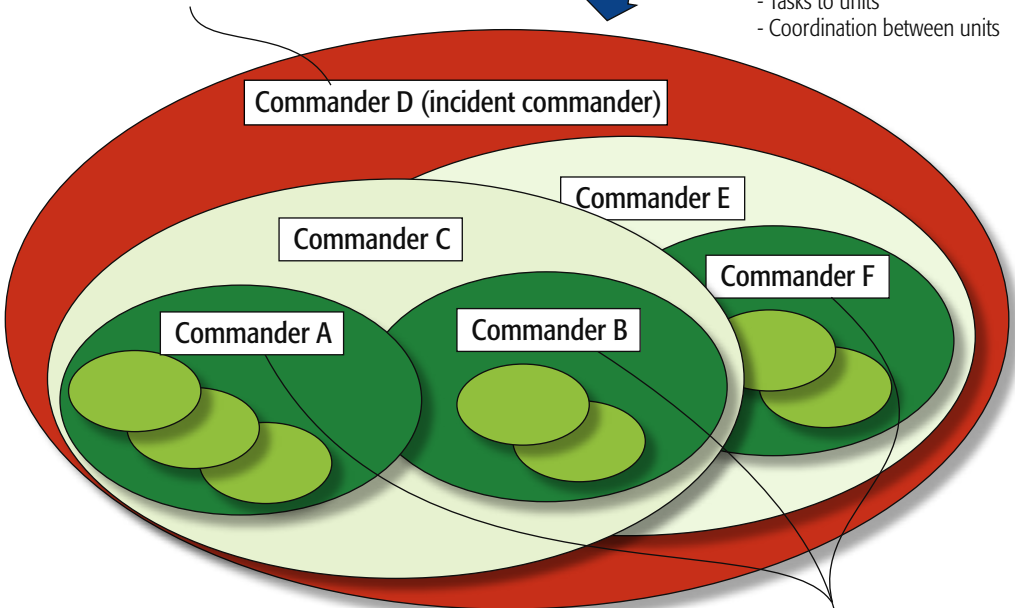 - Tasks to units
- Coordination between units
Commander D (incident commander)
Commander E
Commander C
Commander F
Commander A
Commander B